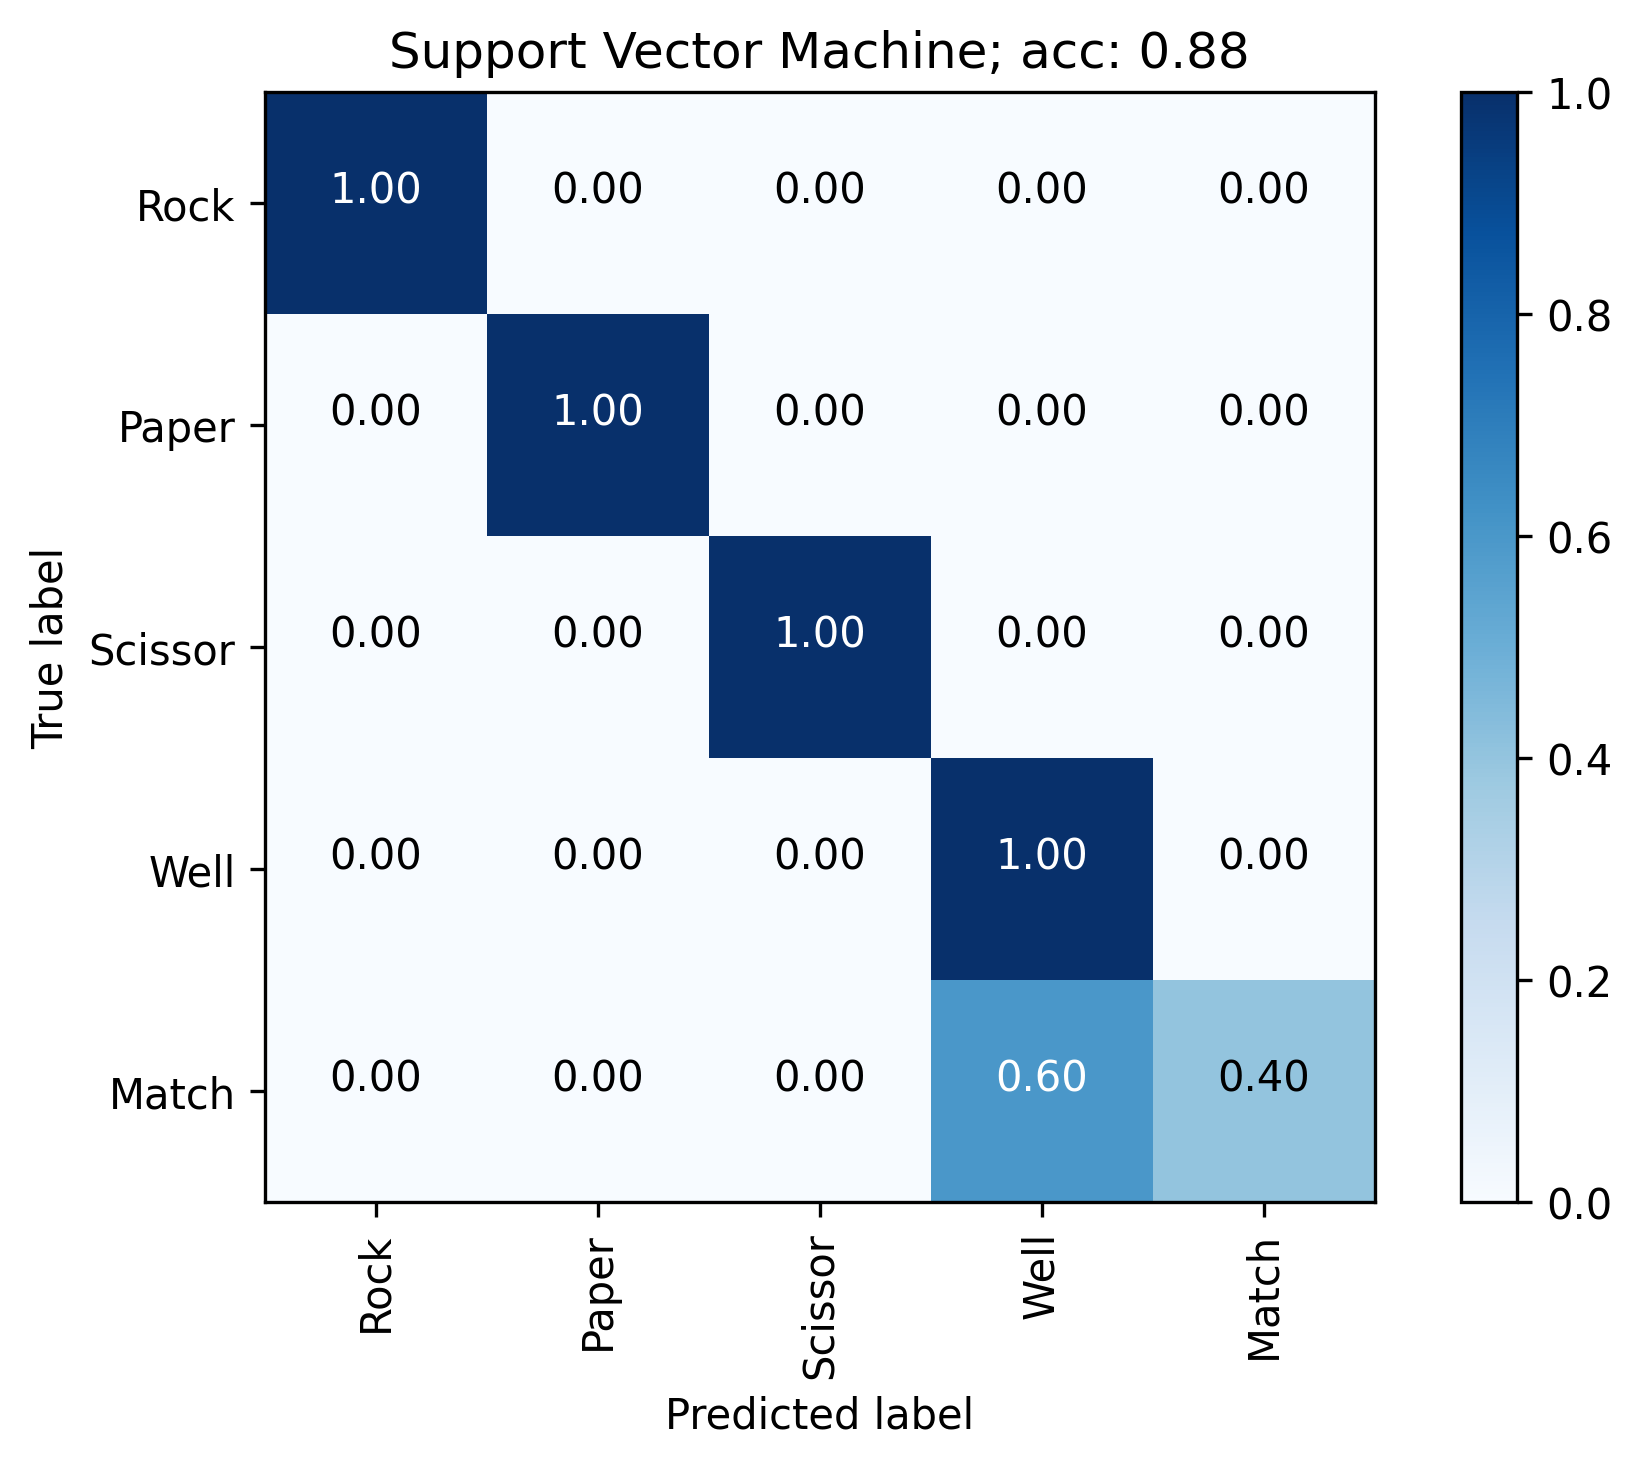 Support Vector Machine; acc: 0.88
True label
Rock 1.00 0.00 0.00 0.00 0.00
Paper 0.00 1.00 0.00 0.00 0.00
Scissor 0.00 0.00 1.00 0.00 0.00
Well 0.00 0.00 0.00 1.00 0.00
Match 0.00 0.00 0.00 0.60 0.40
Rock Paper Scissor Well Match
Predicted label
1.0
0.8
0.6
0.4
0.2
0.0